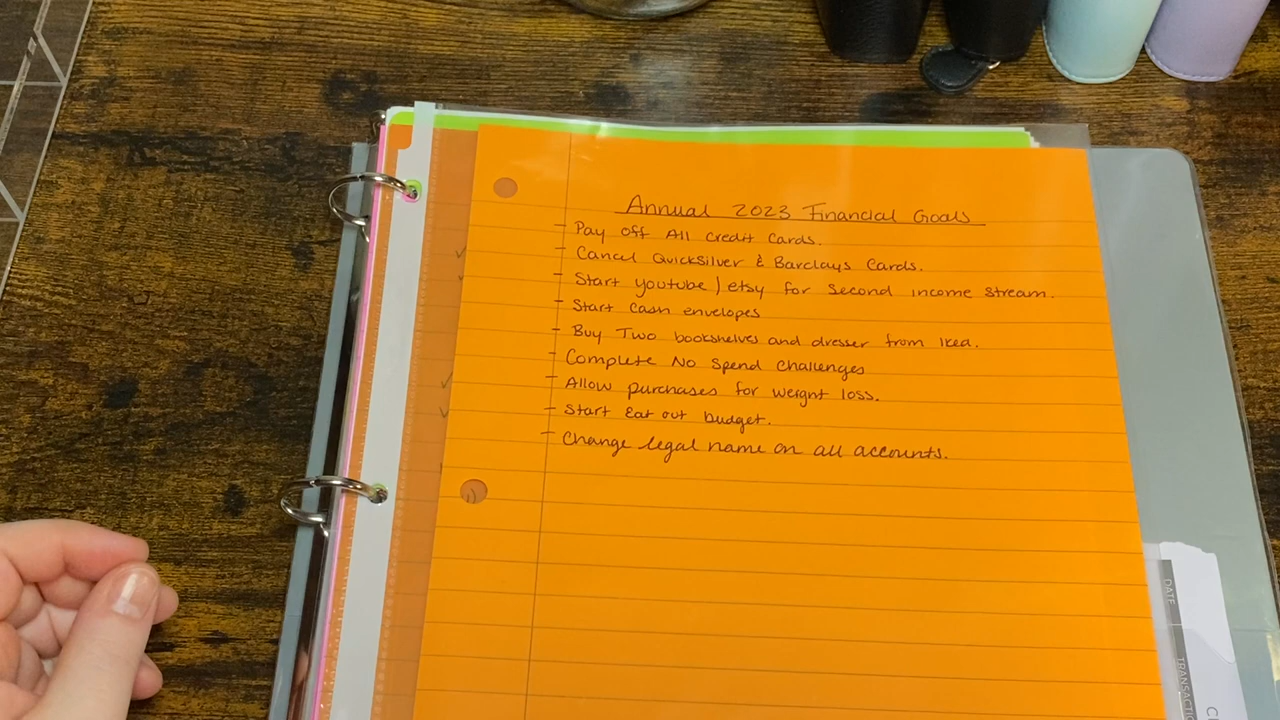 Annual 2023 Financial Goals
- Pay off All Credit Cards.
- Cancel Quicksilver & Barclays Cards.
- Start youtube/etsy for second income stream.
- Start Cash envelopes
- Buy Two bookshelves and dresser from Ikea.
- Complete No Spend Challenges
- Allow purchases for weight loss.
- Start Eat out budget.
- Change legal name on all accounts.
DATE